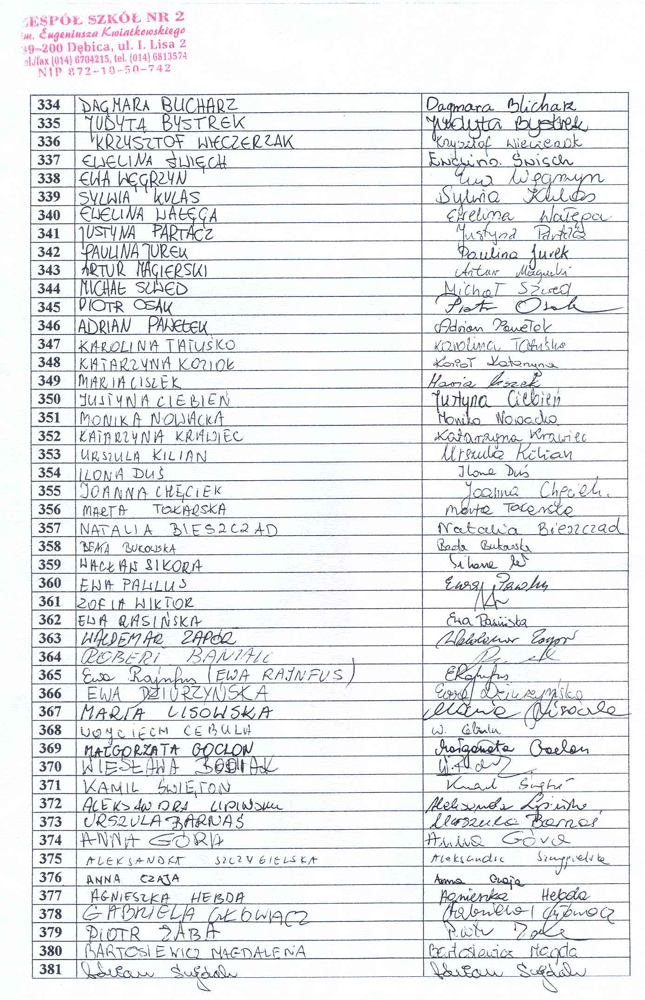 ZESPÓŁ SZKÓŁ NR 2
im. Eugeniusza Kwiatkowskiego
39-200 Dębica, ul. I. Lisa 2
tel./fax (014) 6704215, tel. (014) 6813574
NIP 872-10-50-742
334 DAGMARA BLICHARZ Dagmara Blicharz
335 JUDYTA BYSTREK Judyta Bystrek
336 KRZYSZTOF WIECZERZAK Krzysztof Wieczerzak
337 EWELINA ŚWIĘCH Ewelina Święch
338 EWA WĘGRZYN Ewa Węgrzyn
339 SYLWIA KULAS Sylwia Kulas
340 EWELINA WAŁĘGA Ewelina Wałęga
341 JUSTYNA PARTACZ Justyna Partacz
342 PAULINA JUREK Paulina Jurek
343 ARTUR MAGIERSKI Artur Magierski
344 MICHAŁ SZWED Michał Szwed
345 PIOTR OSAK Piotr Osak
346 ADRIAN PAWEŁEK Adrian Pawełek
347 KAROLINA TATUŚKO Karolina Tatuśko
348 KATARZYNA KOZIOŁ Kozioł Katarzyna
349 MARIA CISZEK Maria Ciszek
350 JUSTYNA CIEBIEŃ Justyna Ciebień
351 MONIKA NOWACKA Monika Nowacka
352 KATARZYNA KRAWIEC Katarzyna Krawiec
353 URSZULA KILIAN Urszula Kilian
354 ILONA DUŚ Ilona Duś
355 JOANNA CHĘCIEK Joanna Chęciek.
356 MARTA TOKARSKA Marta Tokarska
357 NATALIA BIESZCZAD Natalia Bieszczad
358 BEATA BUKOWSKA Beata Bukowska
359 WACŁAW SIKORA Sikora
360 EWA PAWLUS Ewa Pawlus
361 ZOFIA WIKTOR
362 EWA RASIŃSKA Ewa Rasińska
363 WALDEMAR ZAPÓR Waldemar Zapór
364 ROBERT
365 Ewa Rajnfus (EWA RAJNFUS) ERajnfus
366 EWA DZIURZYŃSKA Ewa Dziurzyńska
367 MARIA LISOWSKA Maria Lisowska
368 WOJCIECH CEBULA W. Cebula
369 MAŁGORZATA GOCLON Małgorzata Goclon
370 WIESŁAWA
371 KAMIL ŚWIĘTOŃ Kamil Świętoń
372 ALEKSANDRA LIPIŃSKA Aleksandra Lipińska
373 URSZULA BARNAŚ Urszula Barnaś
374 ANNA GÓRA Anna Góra
375 ALEKSANDRA SZCZYGIELSKA Aleksandra Szczygielska
376 ANNA CZAJA Anna Czaja
377 AGNIESZKA HEBDA Agnieszka Hebda
378 GABRIELA GŁOWACZ Gabriela Głowacz
379 PIOTR ŻABA Piotr Żaba
380 BARTOSIEWICZ MAGDALENA Bartosiewicz Magda
381